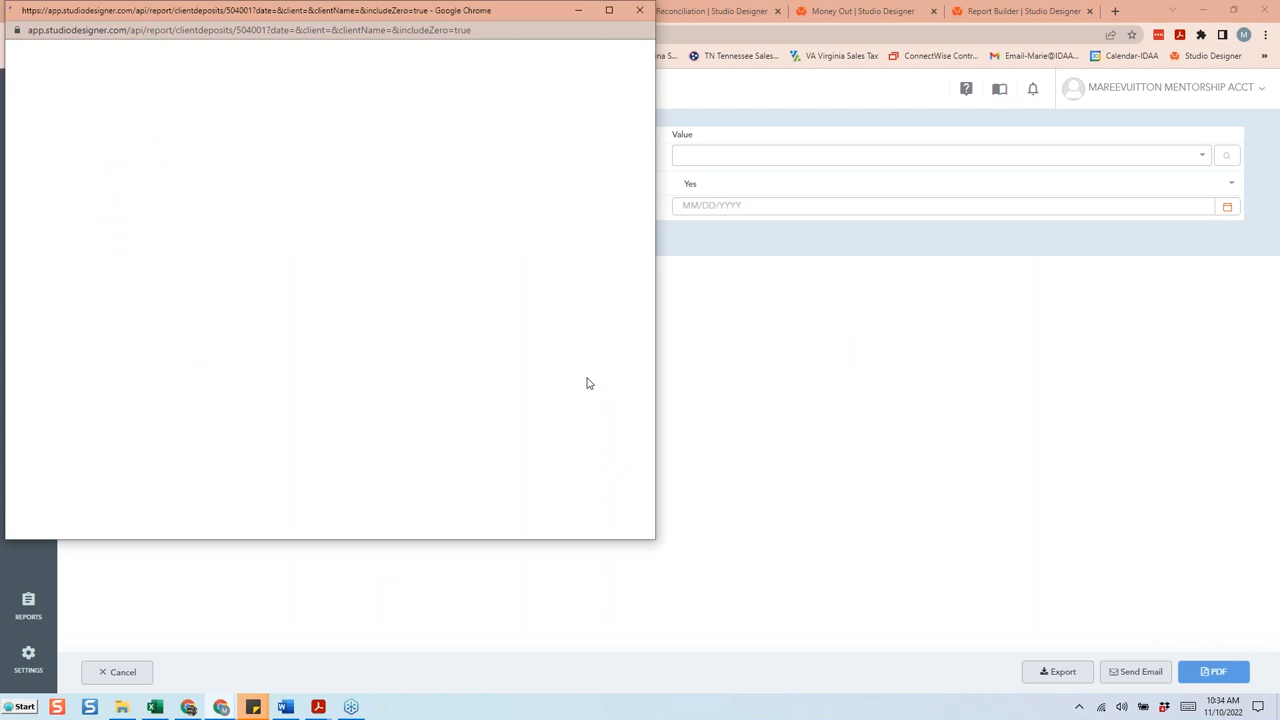 https://app.studiodesigner.com/api/report/clientdeposits/504001?date=&client=&clientName=&includeZero=true - Google Chrome
app.studiodesigner.com/api/report/clientdeposits/504001?date=&client=&clientName=&includeZero=true
Reconciliation | Studio Designer
Money Out | Studio Designer
Report Builder | Studio Designer
M
TN Tennessee Sales...
VA Virginia Sales Tax
ConnectWise Contr...
Email-Marie@IDAA...
Calendar-IDAA
Studio Designer
MAREEVUITTON MENTORSHIP ACCT
Value
Yes
MM/DD/YYYY
REPORTS
SETTINGS
Cancel
Export
Send Email
PDF
Start
10:34 AM
11/10/2022